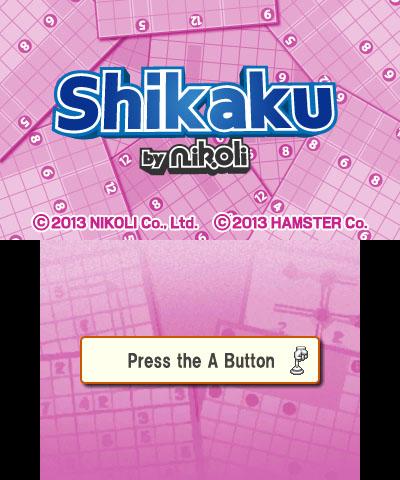 Shikaku
by nikoli
© 2013 NIKOLI Co., Ltd. © 2013 HAMSTER Co.
Press the A Button